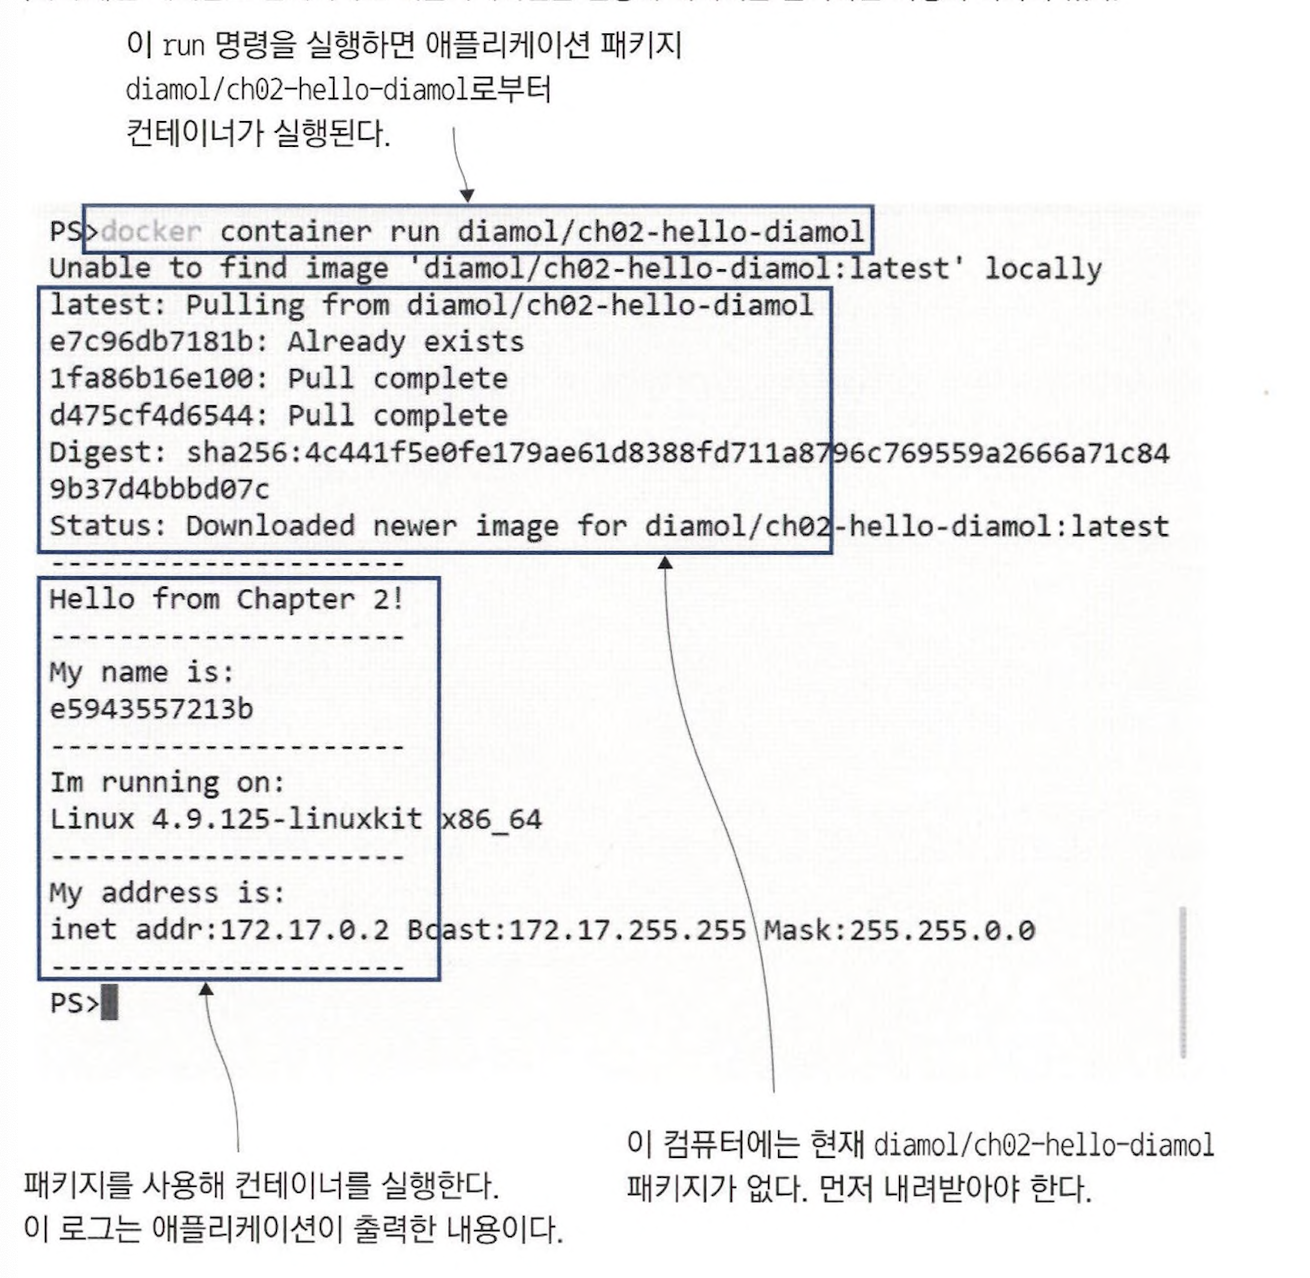 이 run 명령을 실행하면 애플리케이션 패키지
diamol/ch02-hello-diamol로부터
컨테이너가 실행된다.
PS>docker container run diamol/ch02-hello-diamol
Unable to find image 'diamol/ch02-hello-diamol:latest' locally
latest: Pulling from diamol/ch02-hello-diamol
e7c96db7181b: Already exists
1fa86b16e100: Pull complete
d475cf4d6544: Pull complete
Digest: sha256:4c441f5e0fe179ae61d8388fd711a8796c769559a2666a71c84
9b37d4bbbd07c
Status: Downloaded newer image for diamol/ch02-hello-diamol:latest
---------------------
Hello from Chapter 2!
---------------------
My name is:
e5943557213b
---------------------
Im running on:
Linux 4.9.125-linuxkit x86_64
---------------------
My address is:
inet addr:172.17.0.2 Bcast:172.17.255.255 Mask:255.255.0.0
---------------------
PS>
이 컴퓨터에는 현재 diamol/ch02-hello-diamol
패키지가 없다. 먼저 내려받아야 한다.
패키지를 사용해 컨테이너를 실행한다.
이 로그는 애플리케이션이 출력한 내용이다.